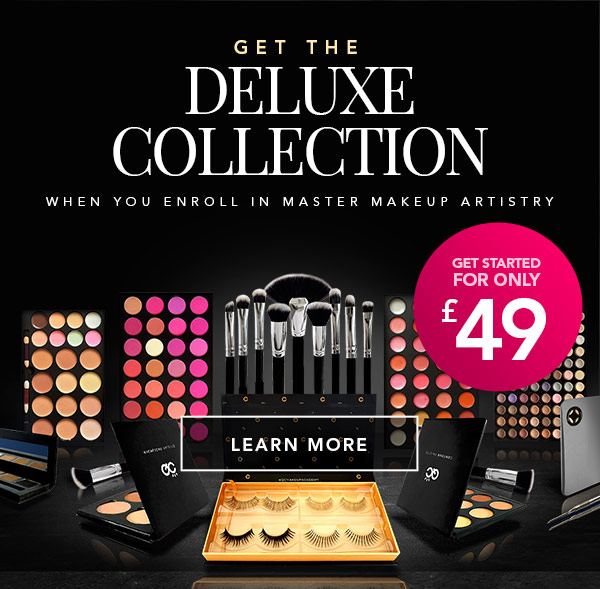 GET THE
DELUXE
COLLECTION
WHEN YOU ENROLL IN MASTER MAKEUP ARTISTRY
GET STARTED
FOR ONLY
£49
LEARN MORE